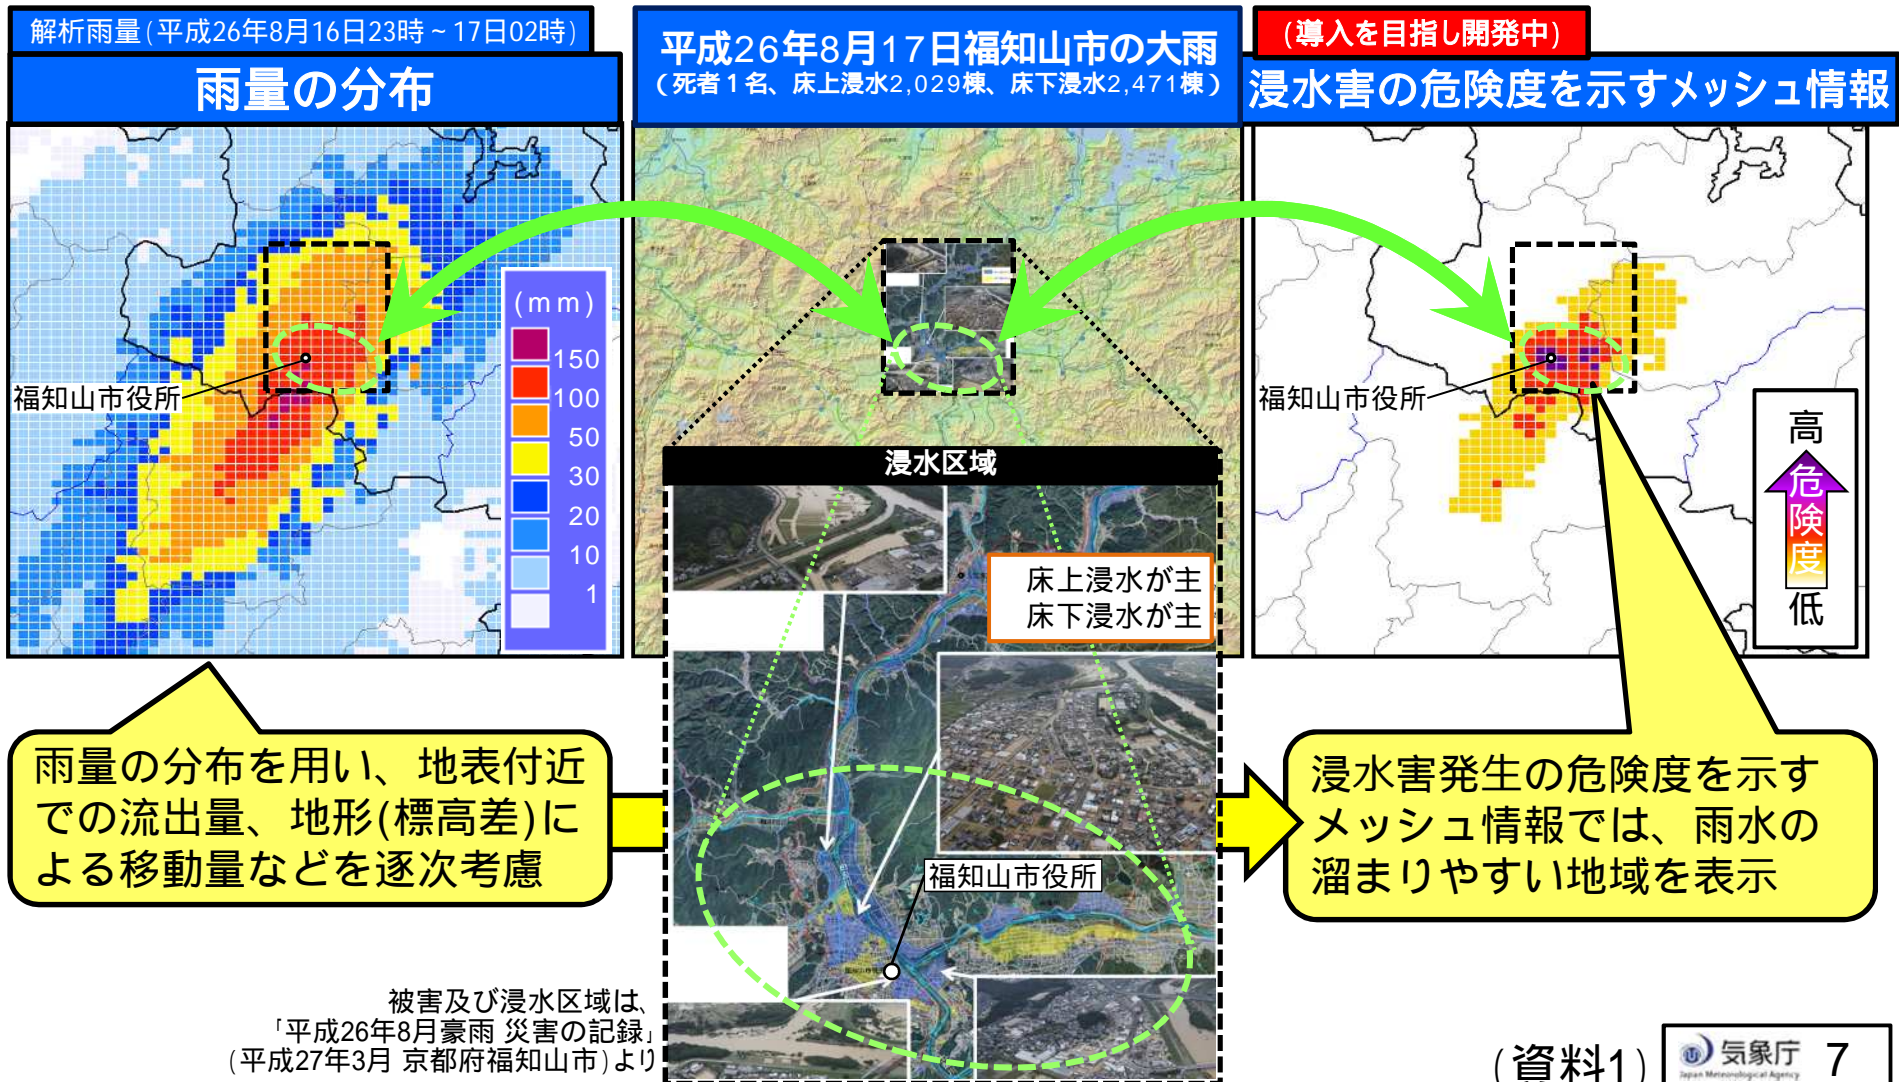 解析雨量(平成26年8月16日23時～17日02時)
雨量の分布
平成26年8月17日福知山市の大雨
(死者1名、床上浸水2,029棟、床下浸水2,471棟)
(導入を目指し開発中)
浸水害の危険度を示すメッシュ情報
(mm)
150
100
50
30
20
10
1
福知山市役所
浸水区域
床上浸水が主
床下浸水が主
福知山市役所
福知山市役所
高
危険度
低
雨量の分布を用い、地表付近
での流出量、地形(標高差)に
よる移動量などを逐次考慮
浸水害発生の危険度を示す
メッシュ情報では、雨水の
溜まりやすい地域を表示
被害及び浸水区域は、
「平成26年8月豪雨 災害の記録」
(平成27年3月 京都府福知山市)より
(資料1)
気象庁
Japan Meteorological Agency
7